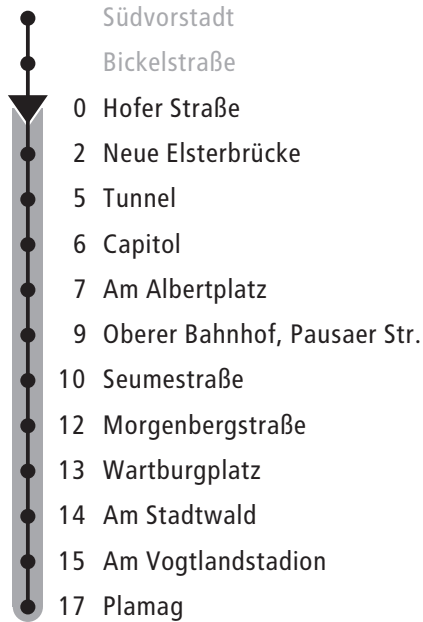 Südvorstadt
Bickelstraße
0 Hofer Straße
2 Neue Elsterbrücke
5 Tunnel
6 Capitol
7 Am Albertplatz
9 Oberer Bahnhof, Pausaer Str.
10 Seumestraße
12 Morgenbergstraße
13 Wartburgplatz
14 Am Stadtwald
15 Am Vogtlandstadion
17 Plamag